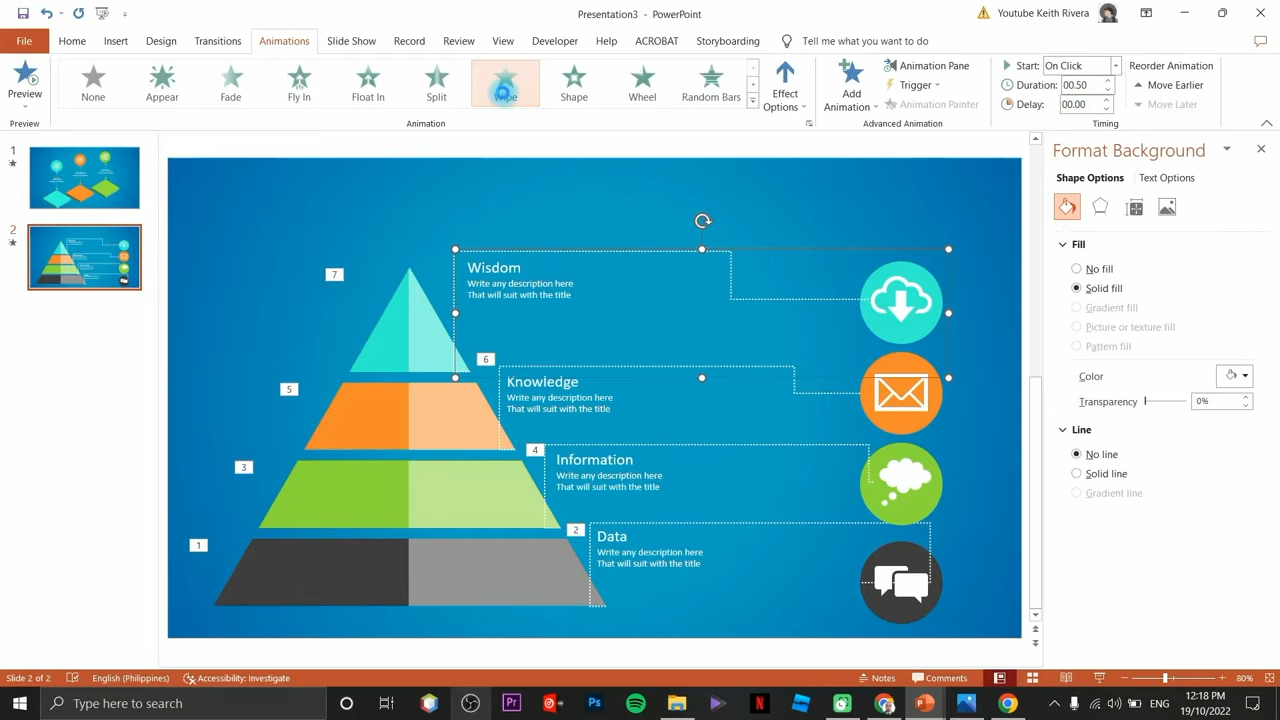 Presentation3 - PowerPoint
Youtube Keith Rivera
File Home Insert Design Transitions Animations Slide Show Record Review View Developer Help ACROBAT Storyboarding Tell me what you want to do
Preview
None
Appear
Fade
Fly In
Float In
Split
Wipe
Shape
Wheel
Random Bars
Effect
Options
Add
Animation
Animation Pane
Trigger
Animation Painter
Start: On Click
Duration: 00.50
Delay: 00.00
Reorder Animation
Move Earlier
Move Later
Preview
Animation
Advanced Animation
Timing
1
2
7
Wisdom
Write any description here
That will suit with the title
6
5
Knowledge
Write any description here
That will suit with the title
4
3
Information
Write any description here
That will suit with the title
2
1
Data
Write any description here
That will suit with the title
Format Background
Shape Options Text Options
Fill
No fill
Solid fill
Gradient fill
Picture or texture fill
Pattern fill
Color
Transparency 0%
Line
No line
Solid line
Gradient line
Slide 2 of 2 English (Philippines) Accessibility: Investigate Notes Comments 80%
Type here to search
Pr
Ps
N
ENG
12:18 PM
19/10/2022